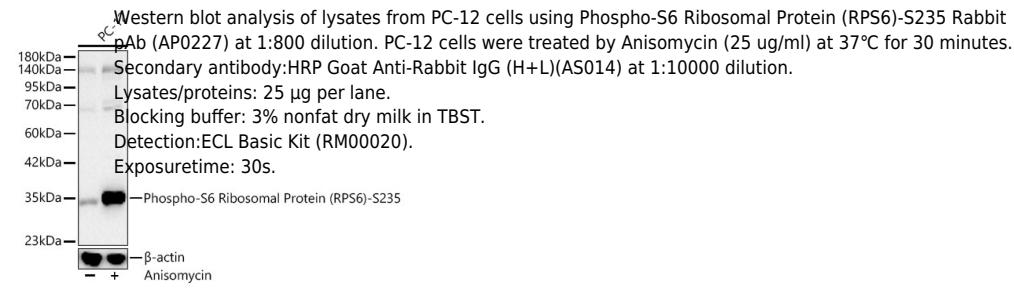 Western blot analysis of lysates from PC-12 cells using Phospho-S6 Ribosomal Protein (RPS6)-S235 Rabbit
pAb (AP0227) at 1:800 dilution. PC-12 cells were treated by Anisomycin (25 ug/ml) at 37℃ for 30 minutes.
Secondary antibody:HRP Goat Anti-Rabbit IgG (H+L)(AS014) at 1:10000 dilution.
Lysates/proteins: 25 μg per lane.
Blocking buffer: 3% nonfat dry milk in TBST.
Detection:ECL Basic Kit (RM00020).
Exposuretime: 30s.
180kDa
140kDa
95kDa
70kDa
60kDa
42kDa
35kDa
Phospho-S6 Ribosomal Protein (RPS6)-S235
23kDa
β-actin
− + Anisomycin